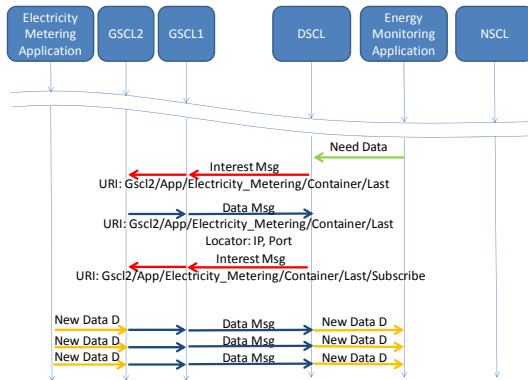 Electricity
Metering
Application
GSCL2
GSCL1
DSCL
Energy
Monitoring
Application
NSCL
Need Data
Interest Msg
URI: Gscl2/App/Electricity_Metering/Container/Last
Data Msg
URI: Gscl2/App/Electricity_Metering/Container/Last
Locator: IP, Port
Interest Msg
URI: Gscl2/App/Electricity_Metering/Container/Last/Subscribe
New Data D Data Msg New Data D
New Data D Data Msg New Data D
New Data D Data Msg New Data D